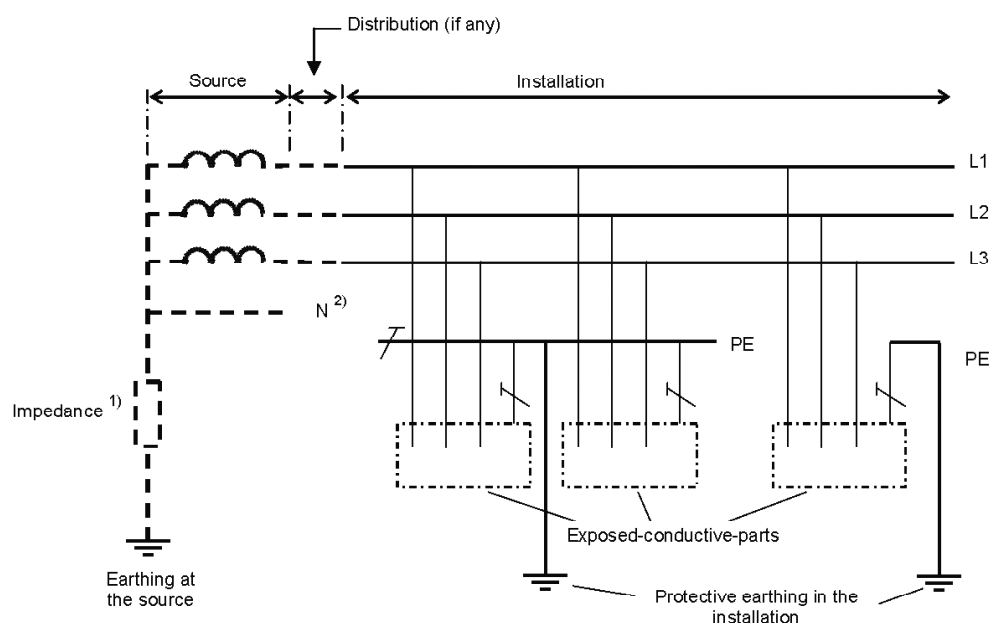 Distribution (if any)
Source
Installation
L1
L2
L3
N 2)
PE
PE
Impedance 1)
Exposed-conductive-parts
Earthing at
the source
Protective earthing in the
installation